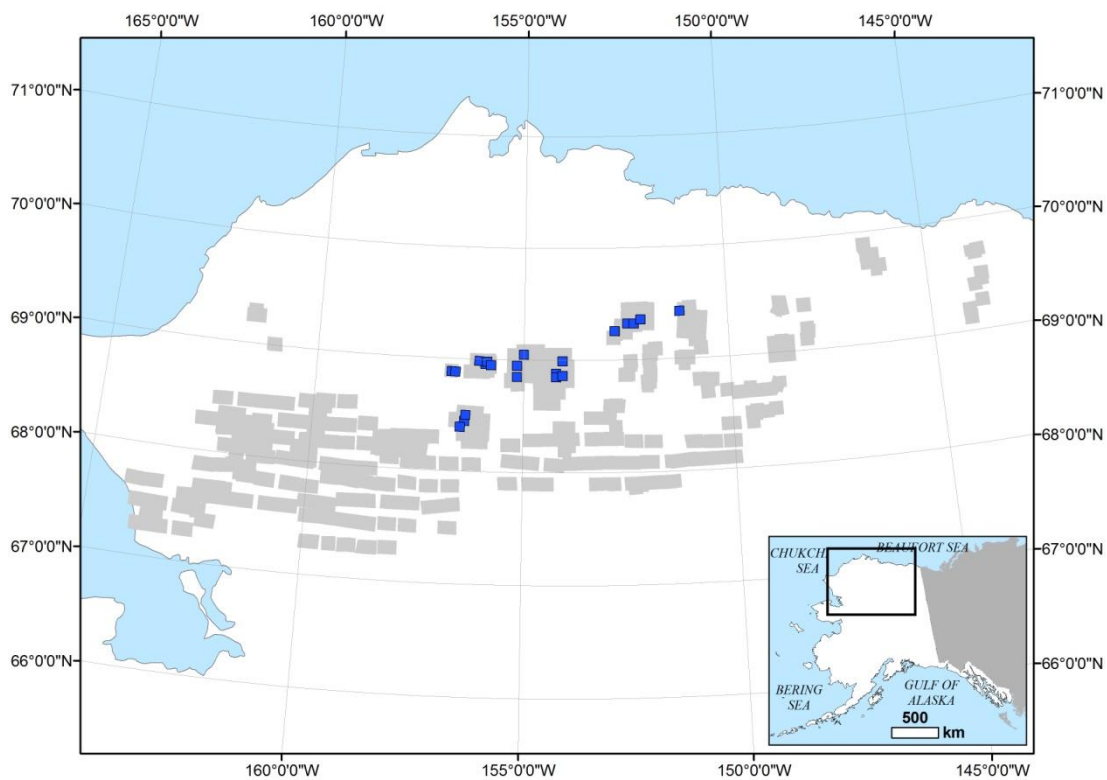 165°0'0"W 160°0'0"W 155°0'0"W 150°0'0"W 145°0'0"W
71°0'0"N 71°0'0"N
70°0'0"N 70°0'0"N
69°0'0"N 69°0'0"N
68°0'0"N 68°0'0"N
67°0'0"N 67°0'0"N
66°0'0"N 66°0'0"N
CHUKCH BEAUFORT SEA
SEA
BERING
SEA
GULF OF
ALASKA
500
km
160°0'0"W 155°0'0"W 150°0'0"W 145°0'0"W